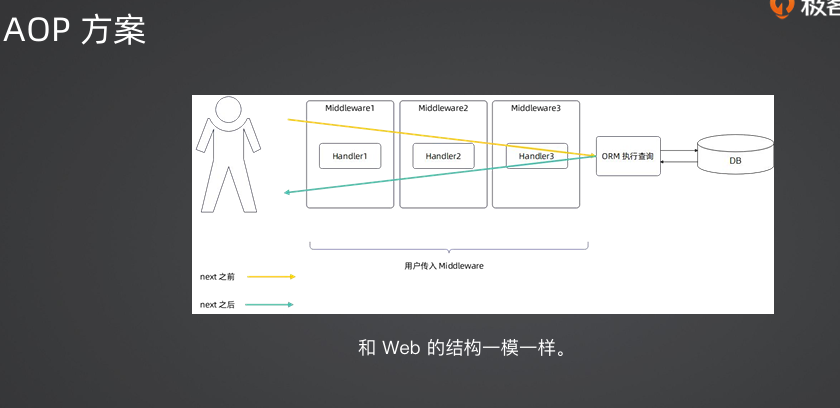 极客
AOP 方案
Middleware1
Middleware2
Middleware3
Handler1
Handler2
Handler3
ORM 执行查询
DB
用户传入 Middleware
next 之前
next 之后
和 Web 的结构一模一样。